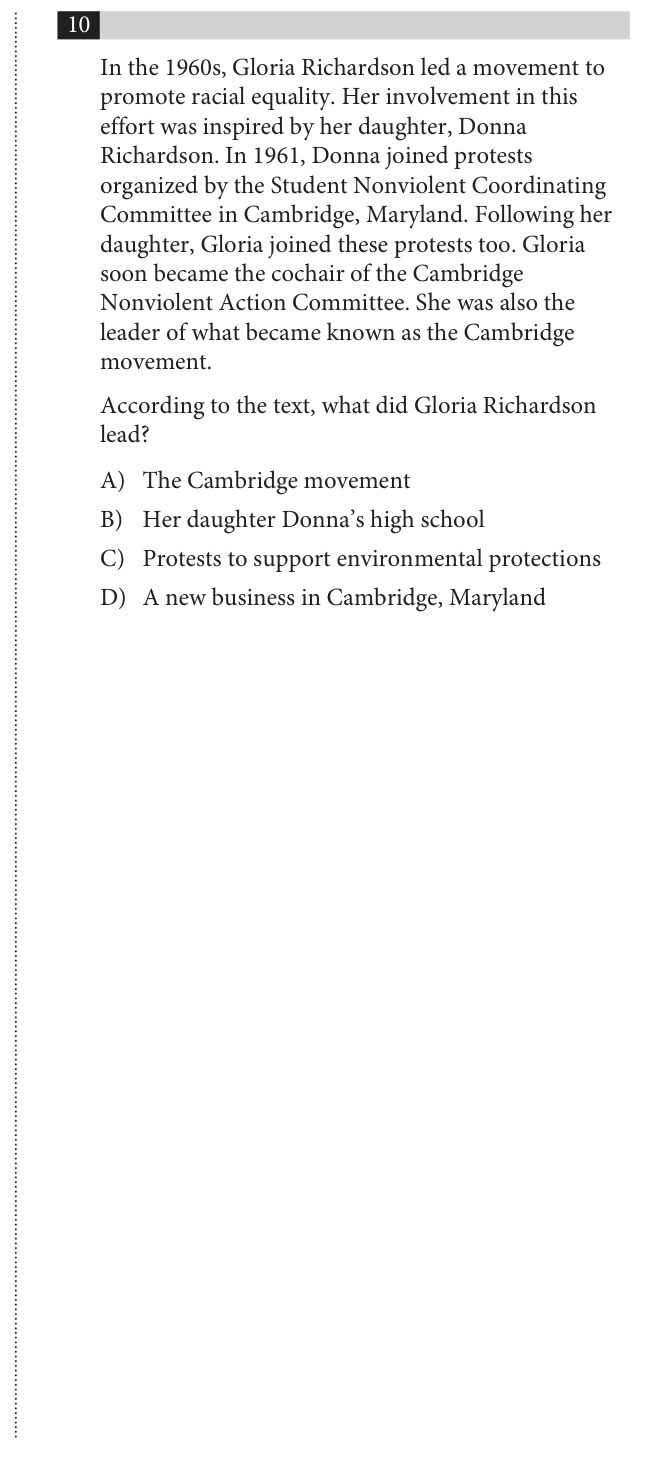 10
In the 1960s, Gloria Richardson led a movement to
promote racial equality. Her involvement in this
effort was inspired by her daughter, Donna
Richardson. In 1961, Donna joined protests
organized by the Student Nonviolent Coordinating
Committee in Cambridge, Maryland. Following her
daughter, Gloria joined these protests too. Gloria
soon became the cochair of the Cambridge
Nonviolent Action Committee. She was also the
leader of what became known as the Cambridge
movement.
According to the text, what did Gloria Richardson
lead?
A) The Cambridge movement
B) Her daughter Donna’s high school
C) Protests to support environmental protections
D) A new business in Cambridge, Maryland